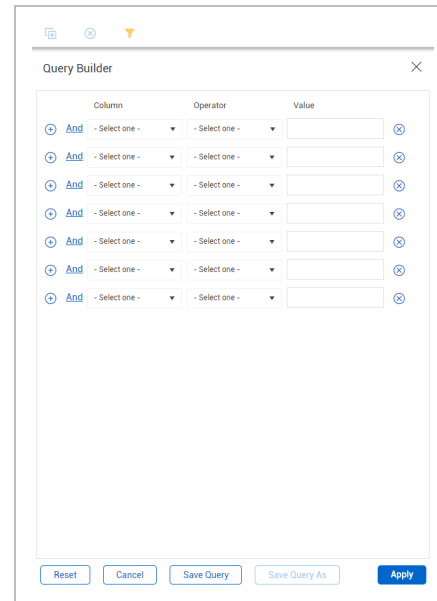 Query Builder
Column Operator Value
And - Select one - - Select one -
And - Select one - - Select one -
And - Select one - - Select one -
And - Select one - - Select one -
And - Select one - - Select one -
And - Select one - - Select one -
And - Select one - - Select one -
Reset Cancel Save Query Save Query As Apply